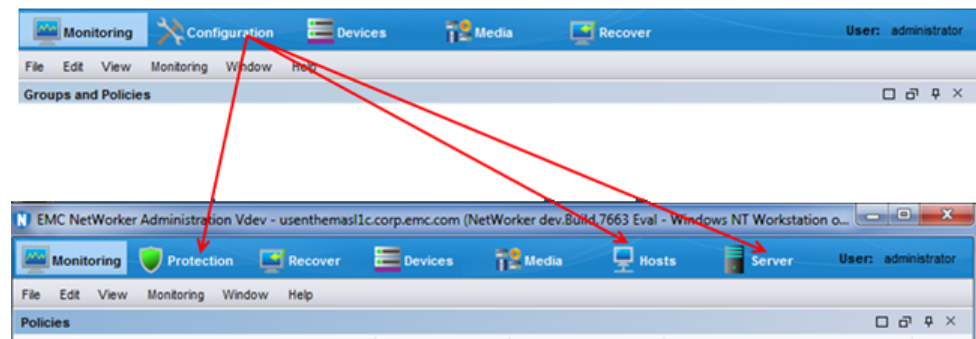 Monitoring Configuration Devices Media Recover User: administrator
File Edit View Monitoring Window Help
Groups and Policies
N EMC NetWorker Administration Vdev - usenthemasl1c.corp.emc.com (NetWorker dev.Build.7663 Eval - Windows NT Workstation o...
Monitoring Protection Recover Devices Media Hosts Server User: administrator
File Edit View Monitoring Window Help
Policies